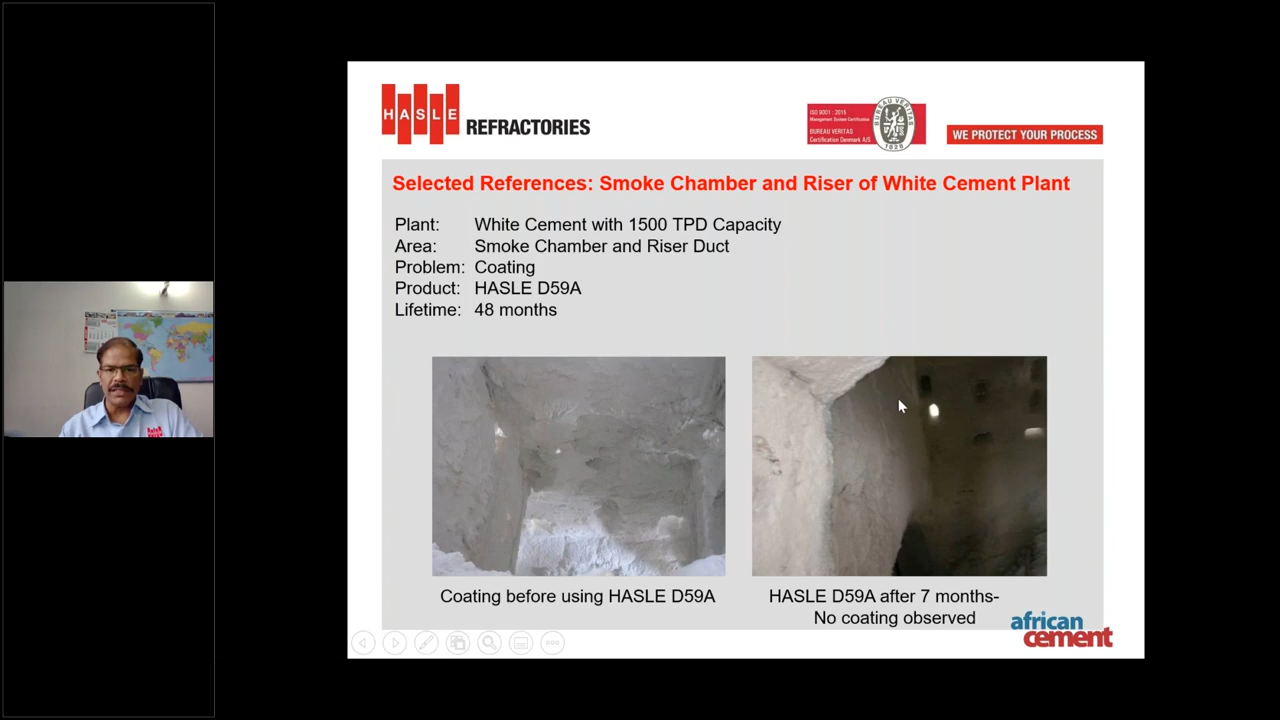 HASLE
REFRACTORIES
ISO 9001 : 2015
Management System Certification
BUREAU VERITAS
Certification Denmark A/S
BUREAU VERITAS
1828
WE PROTECT YOUR PROCESS
Selected References: Smoke Chamber and Riser of White Cement Plant
Plant: White Cement with 1500 TPD Capacity
Area: Smoke Chamber and Riser Duct
Problem: Coating
Product: HASLE D59A
Lifetime: 48 months
Coating before using HASLE D59A
HASLE D59A after 7 months-
No coating observed
african
cement